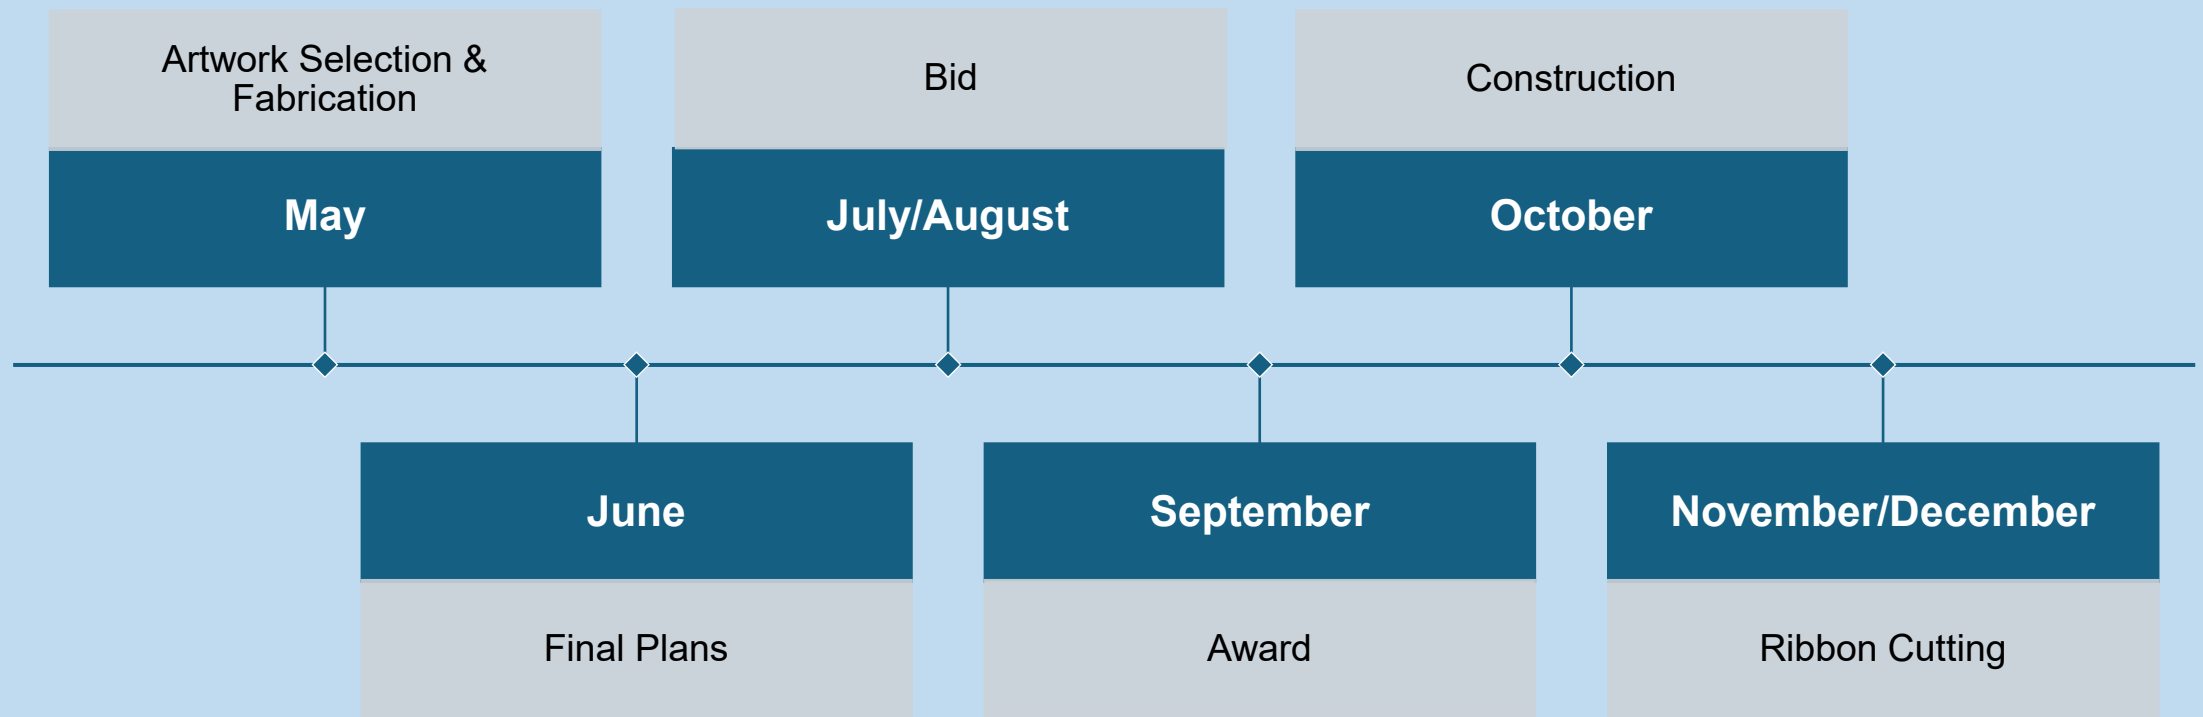 Artwork Selection &
Fabrication
May
Bid
July/August
Construction
October
June
Final Plans
September
Award
November/December
Ribbon Cutting